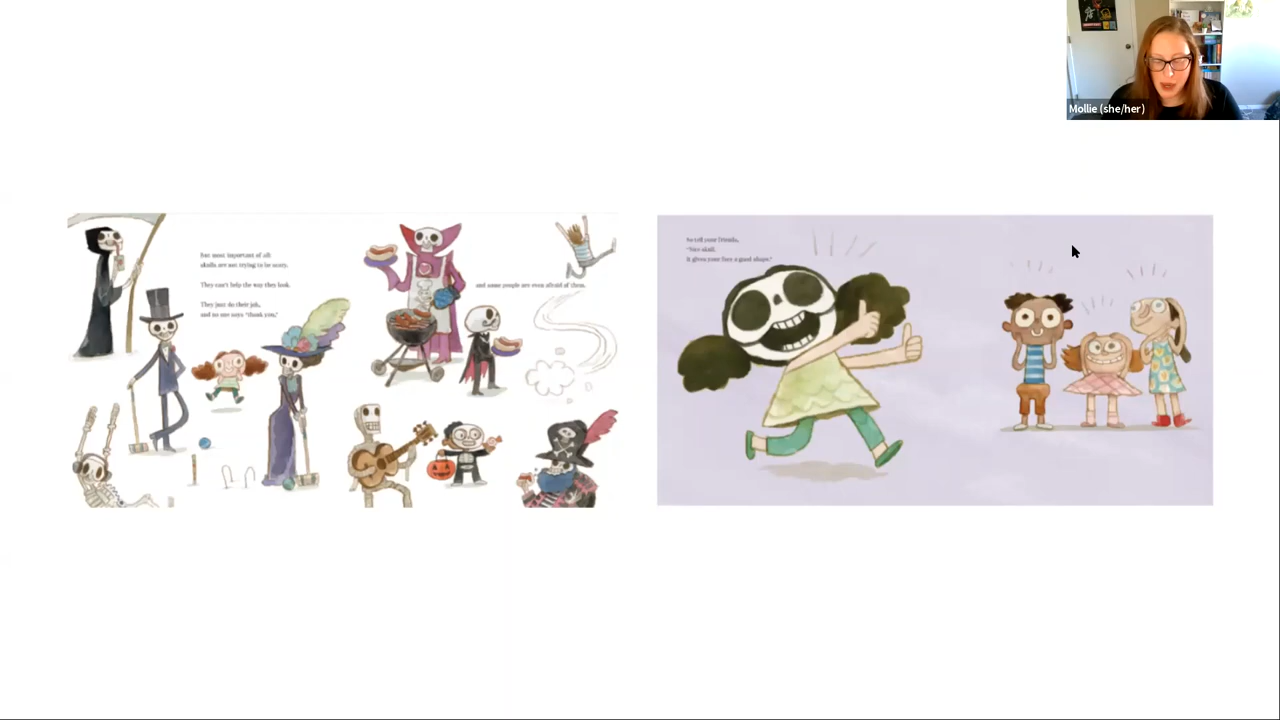 But most important of all:
skulls are not trying to be scary.
They can't help the way they look.
They just do their job,
and no one says "thank you,"
and some people are even afraid of them.
So tell your friends,
"Nice skull.
It gives your face a good shape."
Mollie (she/her)